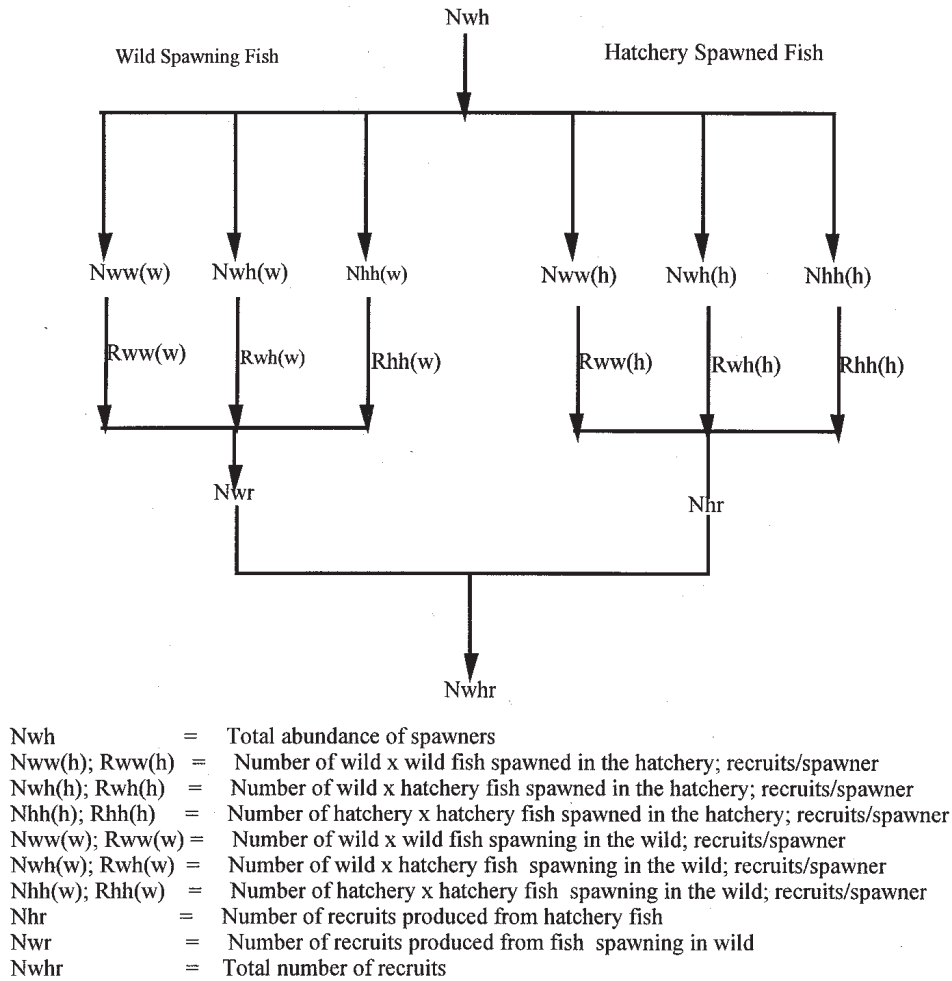 Nwh
Wild Spawning Fish
Hatchery Spawned Fish
Nww(w) Nwh(w) Nhh(w) Nww(h) Nwh(h) Nhh(h)
Rww(w) Rwh(w) Rhh(w) Rww(h) Rwh(h) Rhh(h)
Nwr Nhr
Nwhr
Nwh = Total abundance of spawners
Nww(h); Rww(h) = Number of wild x wild fish spawned in the hatchery; recruits/spawner
Nwh(h); Rwh(h) = Number of wild x hatchery fish spawned in the hatchery; recruits/spawner
Nhh(h); Rhh(h) = Number of hatchery x hatchery fish spawned in the hatchery; recruits/spawner
Nww(w); Rww(w) = Number of wild x wild fish spawning in the wild; recruits/spawner
Nwh(w); Rwh(w) = Number of wild x hatchery fish spawning in the wild; recruits/spawner
Nhh(w); Rhh(w) = Number of hatchery x hatchery fish spawning in the wild; recruits/spawner
Nhr = Number of recruits produced from hatchery fish
Nwr = Number of recruits produced from fish spawning in wild
Nwhr = Total number of recruits